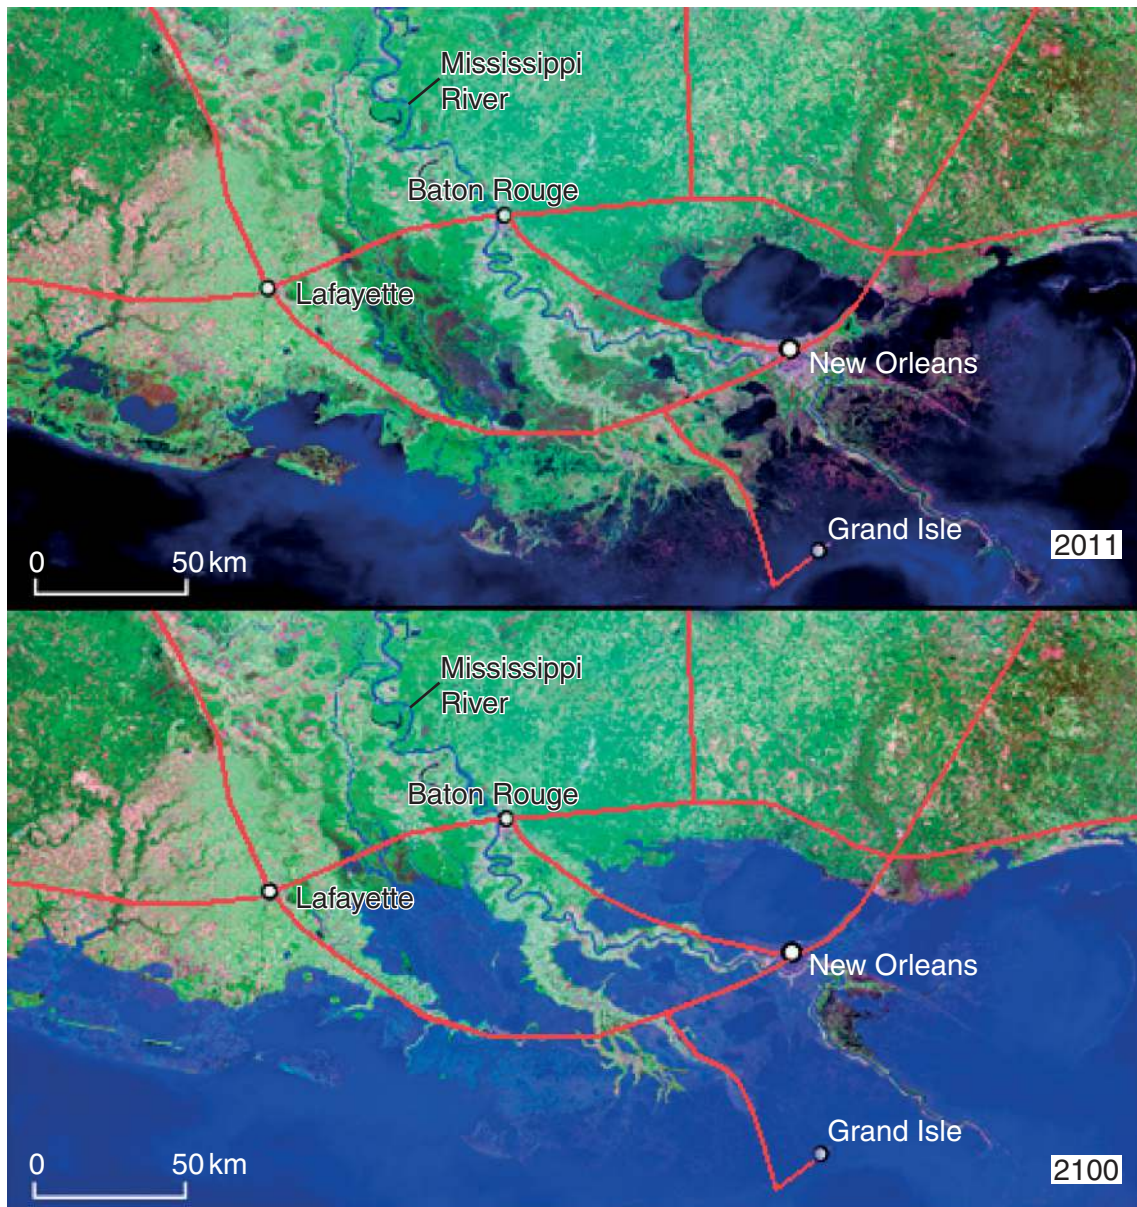 Mississippi
River
Baton Rouge
Lafayette
New Orleans
Grand Isle
0 50 km
2011
Mississippi
River
Baton Rouge
Lafayette
New Orleans
Grand Isle
0 50 km
2100